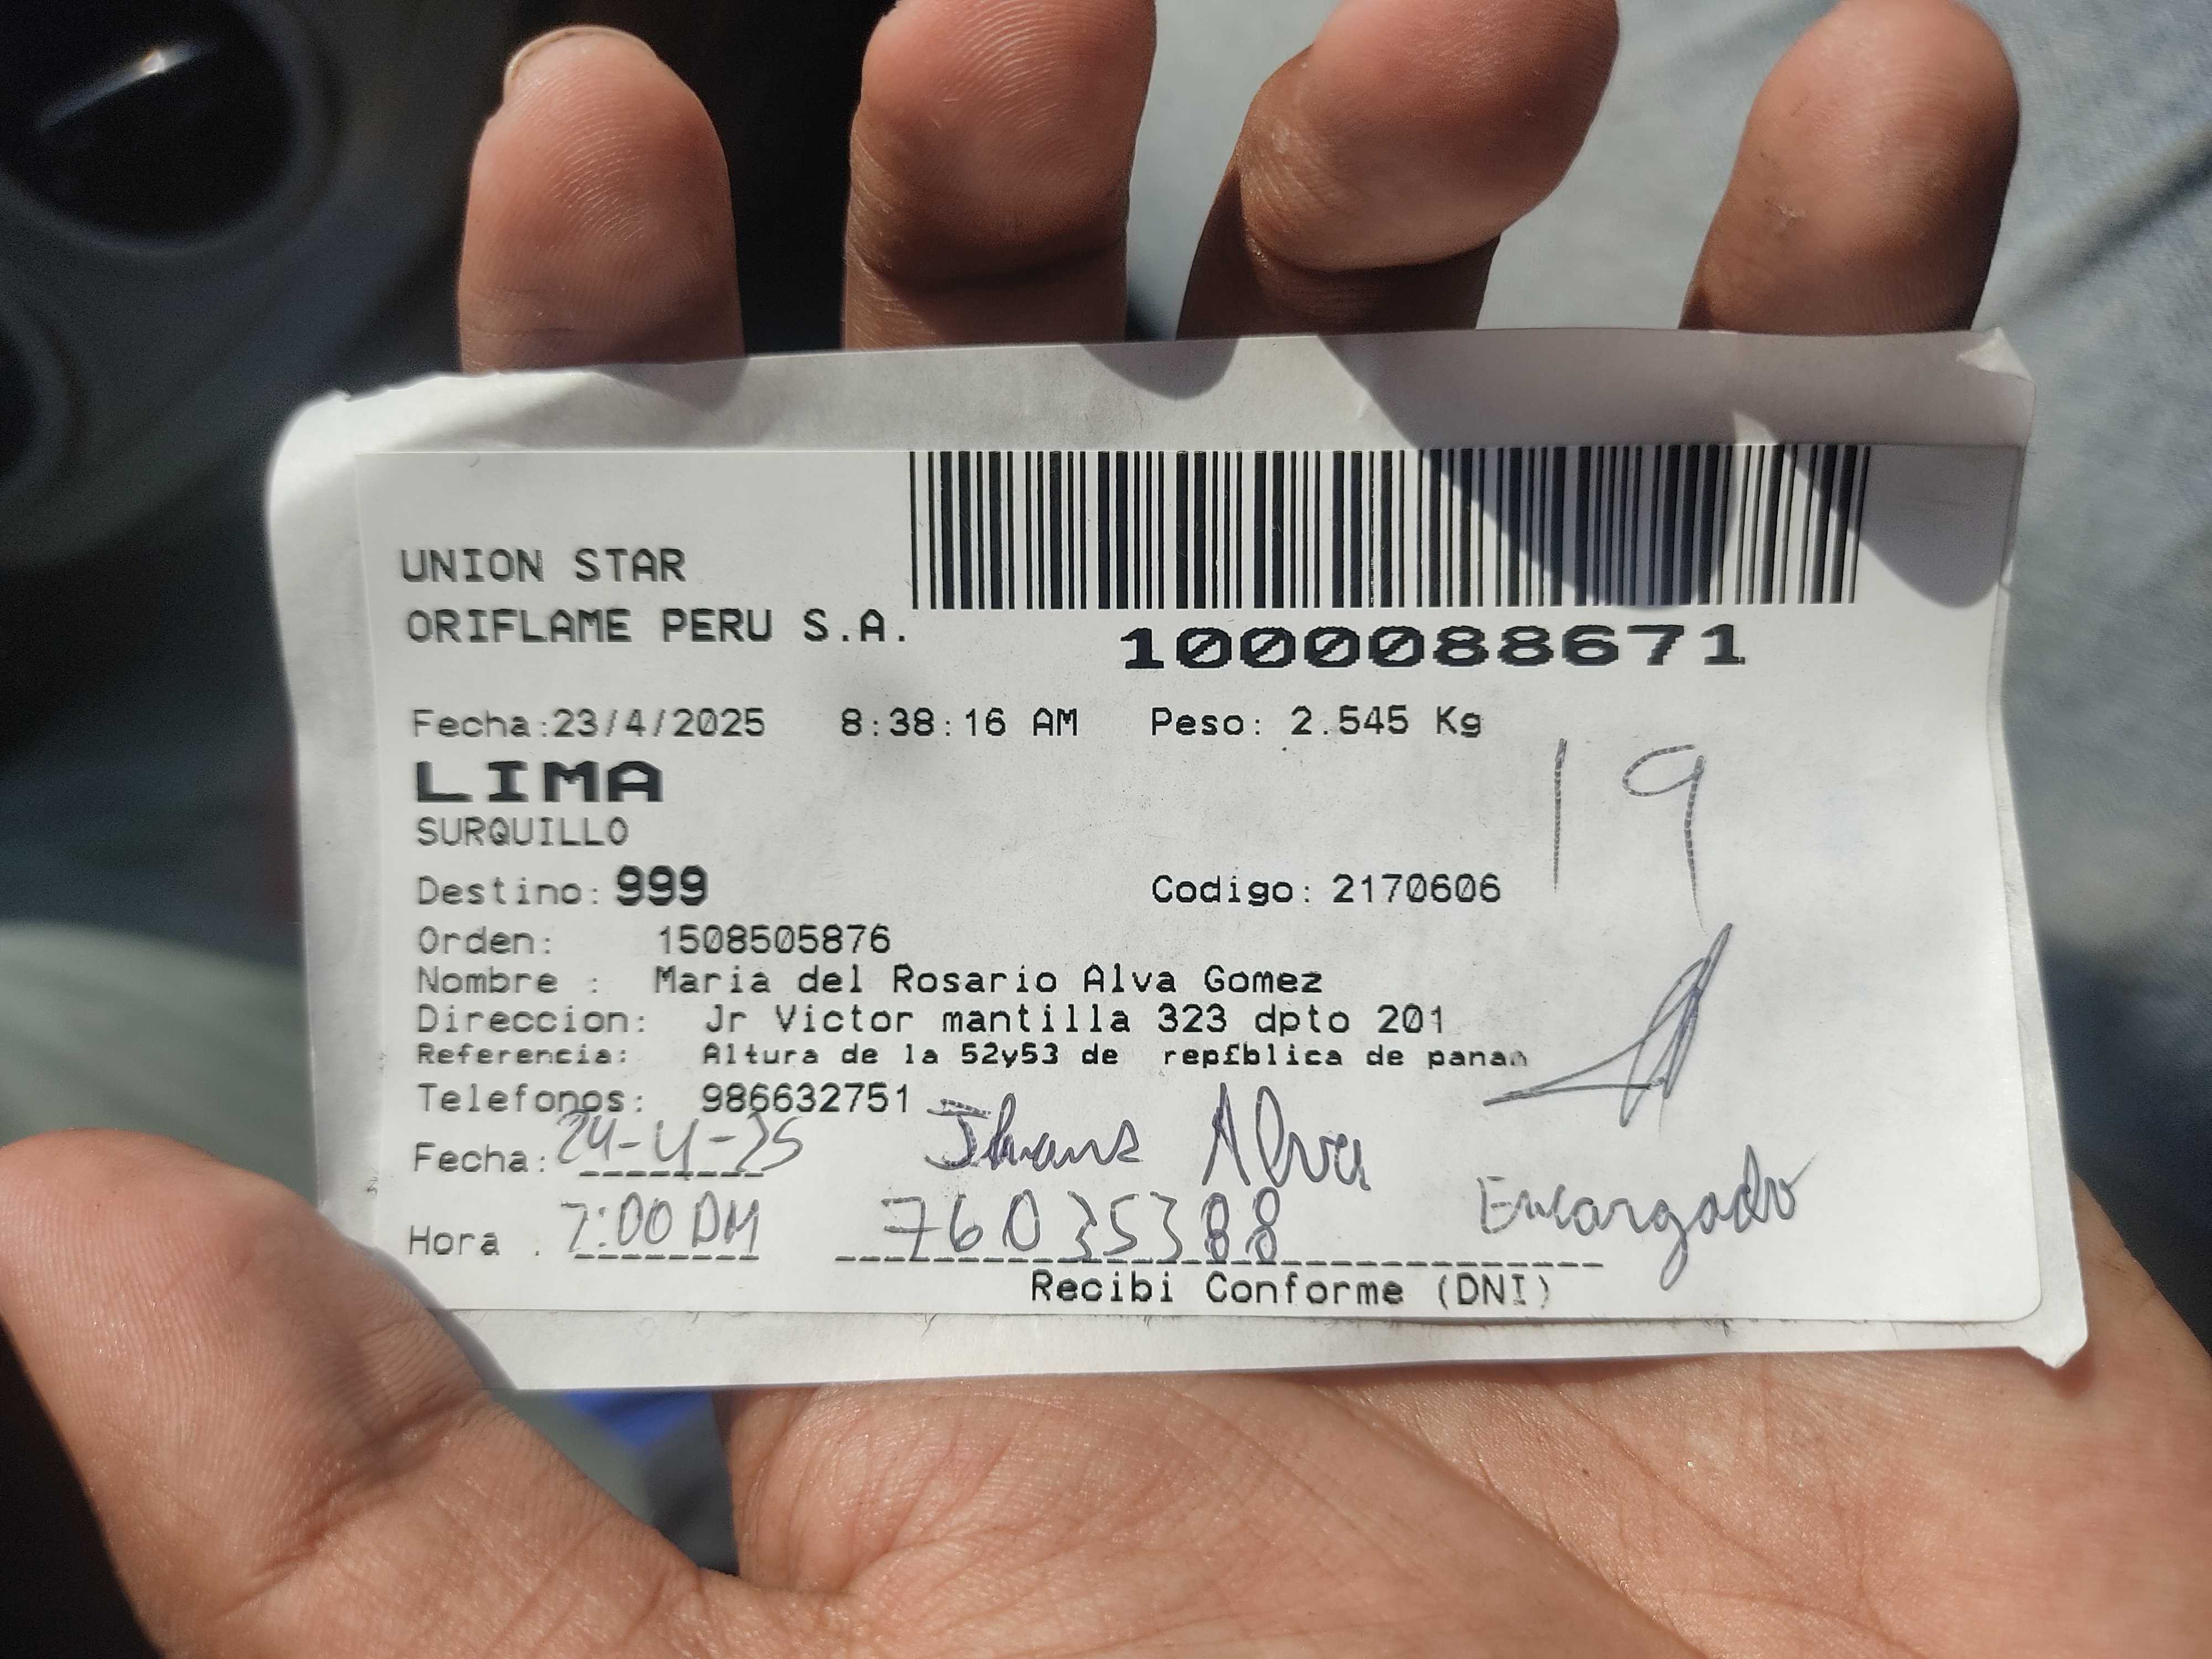 UNION STAR
ORIFLAME PERU S.A.
1000088671
Fecha:23/4/2025 8:38:16 AM Peso: 2.545 Kg
LIMA
19
SURQUILLO
Destino: 999 Codigo: 2170606
Orden: 1508505876
Nombre : Maria del Rosario Alva Gomez
Direccion: Jr Victor mantilla 323 dpto 201
Referencia: Altura de la 52y53 de rep£blica de panam
Telefonos: 986632751
Fecha: 24-4-25 Alva
Encargado
Hora . 2:00 PM 76035388
Recibi Conforme (DNI)